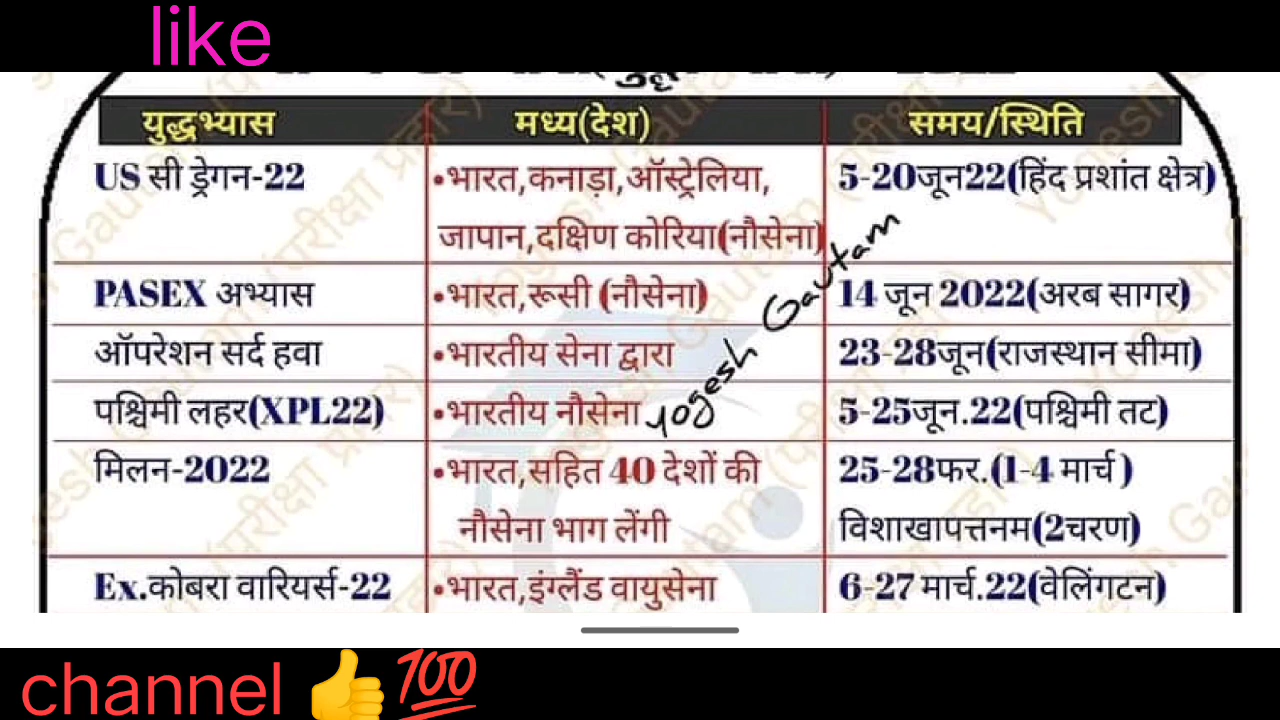 like
युद्धभ्यास मध्य(देश) समय/स्थिति
US सी ड्रेगन-22 •भारत,कनाड़ा,ऑस्ट्रेलिया, 5-20जून22(हिंद प्रशांत क्षेत्र)
जापान,दक्षिण कोरिया(नौसेना)
PASEX अभ्यास •भारत,रूसी (नौसेना) 14 जून 2022(अरब सागर)
ऑपरेशन सर्द हवा •भारतीय सेना द्वारा 23-28जून(राजस्थान सीमा)
पश्चिमी लहर(XPL22) •भारतीय नौसेना 5-25जून.22(पश्चिमी तट)
Yogesh Gautam
मिलन-2022 •भारत,सहित 40 देशों की 25-28फर.(1-4 मार्च)
नौसेना भाग लेंगी विशाखापत्तनम(2चरण)
Ex.कोबरा वारियर्स-22 •भारत,इंग्लैंड वायुसेना 6-27 मार्च.22(वेलिंगटन)
channel 👍💯